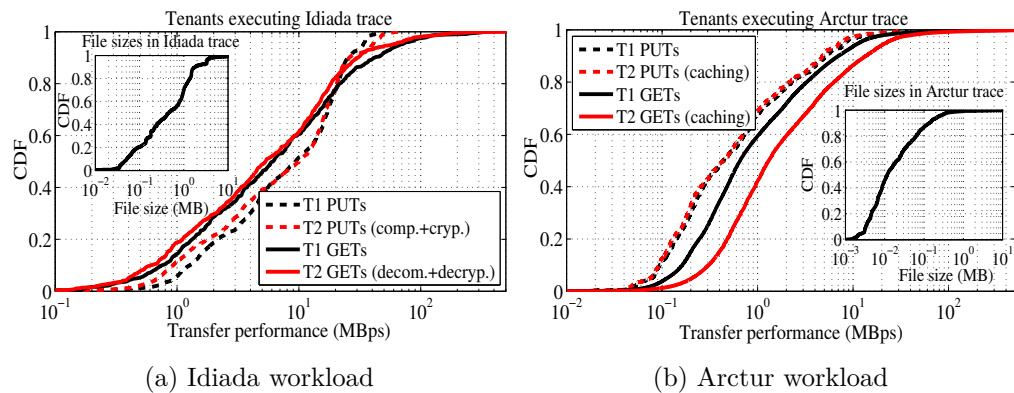 Tenants executing Idiada trace
1
0.8
0.6
0.4
0.2
0
CDF
10^-1
10^0
10^1
10^2
Transfer performance (MBps)
File sizes in Idiada trace
1
0.8
0.6
0.4
0.2
0
CDF
10^-2
10^-1
10^0
10^1
File size (MB)
T1 PUTs
T2 PUTs (comp.+cryp.)
T1 GETs
T2 GETs (decom.+decryp.)
(a) Idiada workload
Tenants executing Arctur trace
1
0.8
0.6
0.4
0.2
0
CDF
10^-2
10^-1
10^0
10^1
10^2
Transfer performance (MBps)
T1 PUTs
T2 PUTs (caching)
T1 GETs
T2 GETs (caching)
File sizes in Arctur trace
1
0.8
0.6
0.4
0.2
0
CDF
10^-3
10^-2
10^-1
10^0
10^1
File size (MB)
(b) Arctur workload